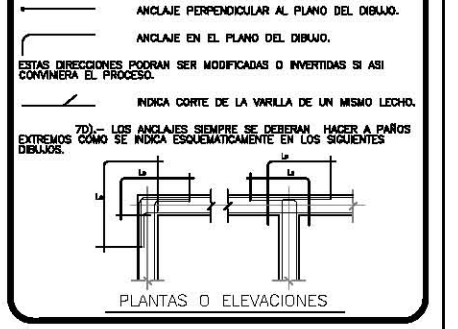 ANCLAJE PERPENDICULAR AL PLANO DEL DIBUJO.
ANCLAJE EN EL PLANO DEL DIBUJO.
ESTAS DIRECCIONES PODRAN SER MODIFICADAS O INVERTIDAS SI ASI
CONVINIERA EL PROCESO.
INDICA CORTE DE LA VARILLA DE UN MISMO LECHO.
7D).- LOS ANCLAJES SIEMPRE SE DEBERAN HACER A PAÑOS
EXTREMOS COMO SE INDICA ESQUEMATICAMENTE EN LOS SIGUIENTES
DIBUJOS.
La
La
La
La
PLANTAS O ELEVACIONES